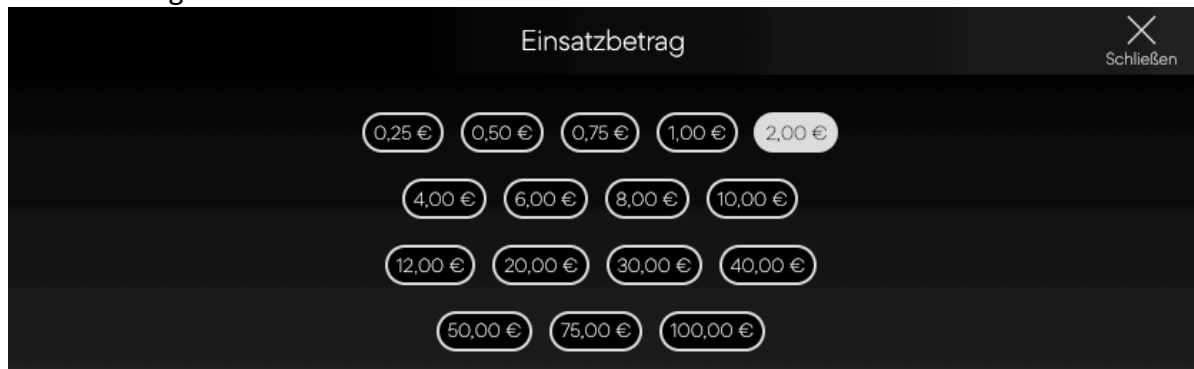 Einsatzbetrag
Schließen
0,25 € 0,50 € 0,75 € 1,00 € 2,00 €
4,00 € 6,00 € 8,00 € 10,00 €
12,00 € 20,00 € 30,00 € 40,00 €
50,00 € 75,00 € 100,00 €